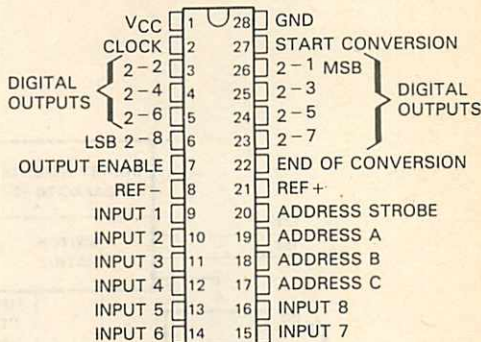 VCC 1 28 GND
CLOCK 2 27 START CONVERSION
2-2 3 26 2-1 MSB
DIGITAL OUTPUTS 2-4 4 25 2-3 DIGITAL OUTPUTS
2-6 5 24 2-5
LSB 2-8 6 23 2-7
OUTPUT ENABLE 7 22 END OF CONVERSION
REF- 8 21 REF+
INPUT 1 9 20 ADDRESS STROBE
INPUT 2 10 19 ADDRESS A
INPUT 3 11 18 ADDRESS B
INPUT 4 12 17 ADDRESS C
INPUT 5 13 16 INPUT 8
INPUT 6 14 15 INPUT 7